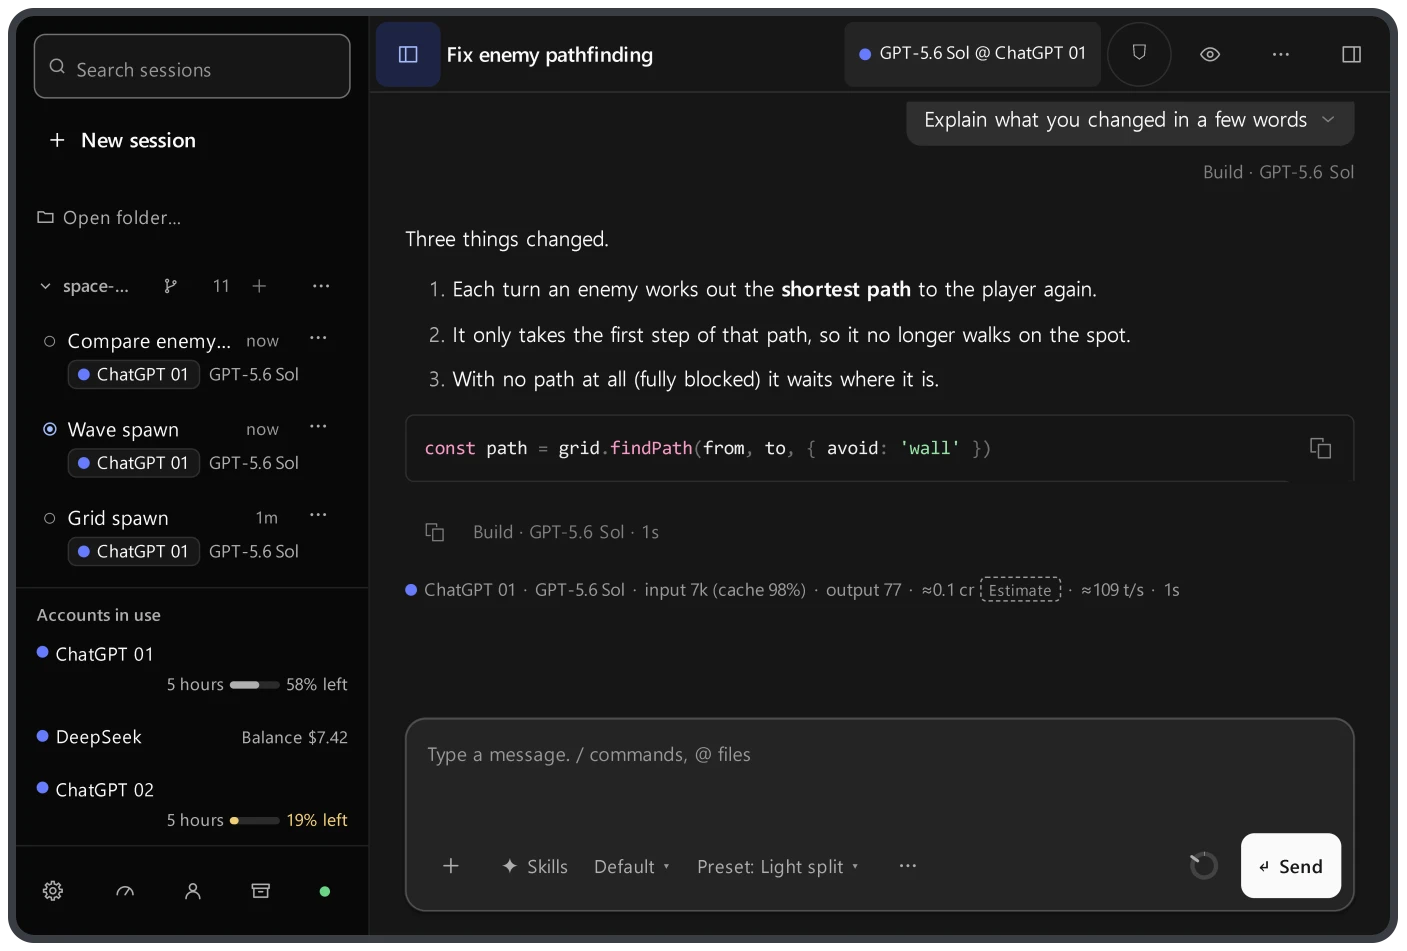 Search sessions
New session
Open folder...
space-... 11
Compare enemy... now
ChatGPT 01 GPT-5.6 Sol
Wave spawn now
ChatGPT 01 GPT-5.6 Sol
Grid spawn 1m
ChatGPT 01 GPT-5.6 Sol
Accounts in use
ChatGPT 01
5 hours 58% left
DeepSeek Balance $7.42
ChatGPT 02
5 hours 19% left
Fix enemy pathfinding
GPT-5.6 Sol @ ChatGPT 01
Explain what you changed in a few words
Build · GPT-5.6 Sol
Three things changed.
1. Each turn an enemy works out the shortest path to the player again.
2. It only takes the first step of that path, so it no longer walks on the spot.
3. With no path at all (fully blocked) it waits where it is.
const path = grid.findPath(from, to, { avoid: 'wall' })
Build · GPT-5.6 Sol · 1s
ChatGPT 01 · GPT-5.6 Sol · input 7k (cache 98%) · output 77 · ≈0.1 cr Estimate · ≈109 t/s · 1s
Type a message. / commands, @ files
Skills Default Preset: Light split Send